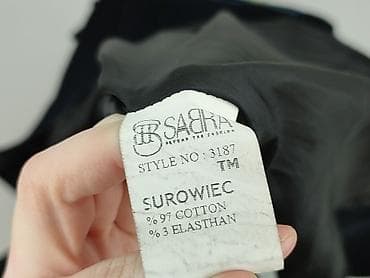 SABRA
BEYOND THE FASHION
STYLE NO : 3187
TM
SUROWIEC
% 97 COTTON
% 3 ELASTHAN